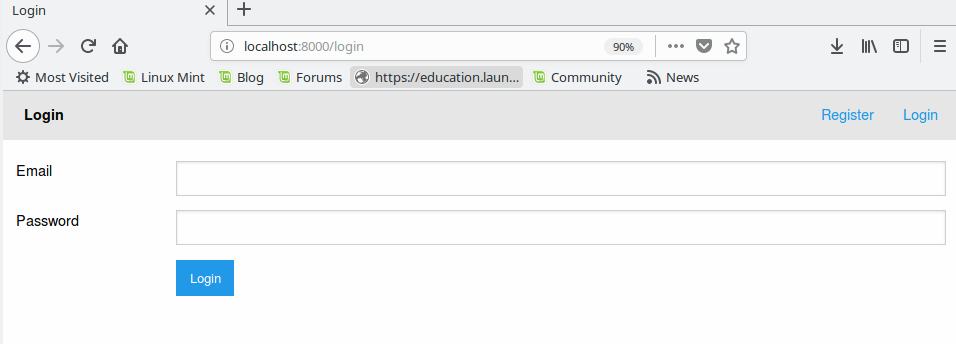 Login
localhost:8000/login 90%
Most Visited Linux Mint Blog Forums https://education.laun... Community News
Login Register Login
Email
Password
Login